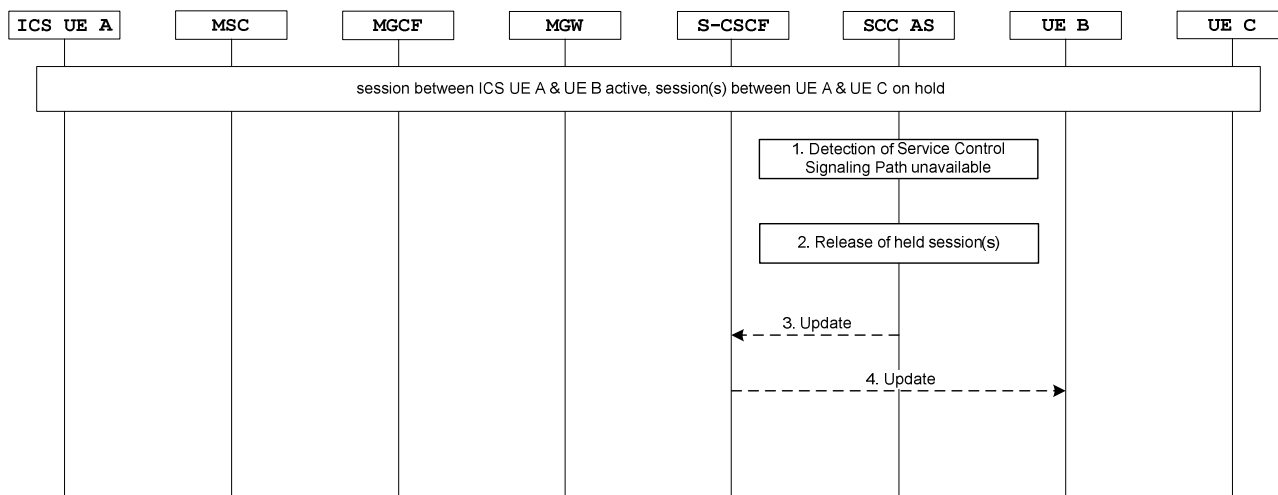 ICS UE A
MSC
MGCF
MGW
S-CSCF
SCC AS
UE B
UE C
session between ICS UE A & UE B active, session(s) between UE A & UE C on hold
1. Detection of Service Control
Signaling Path unavailable
2. Release of held session(s)
3. Update
4. Update